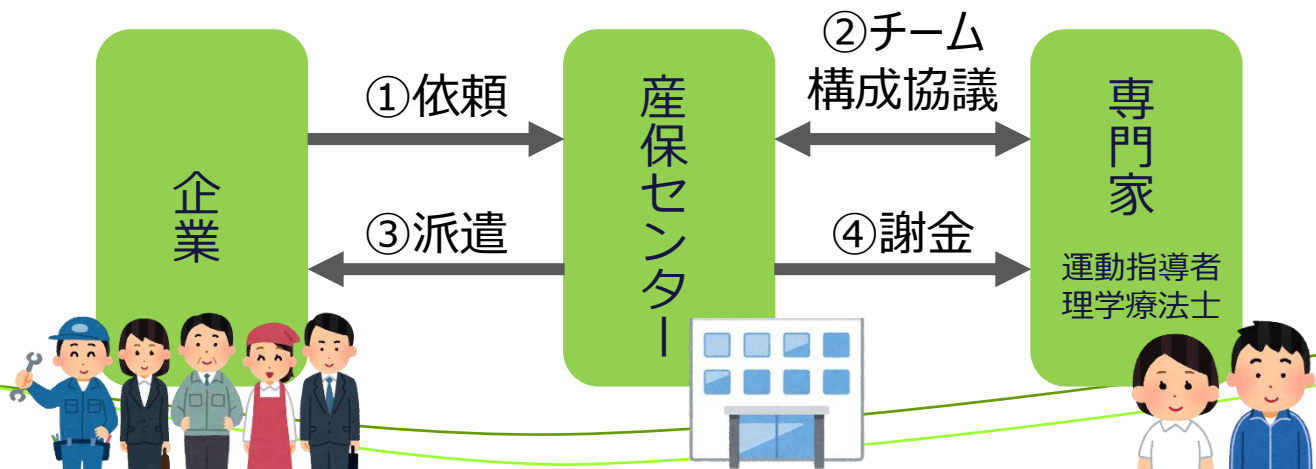 企業
①依頼
③派遣
産保センター
②チーム
構成協議
④謝金
専門家
運動指導者
理学療法士